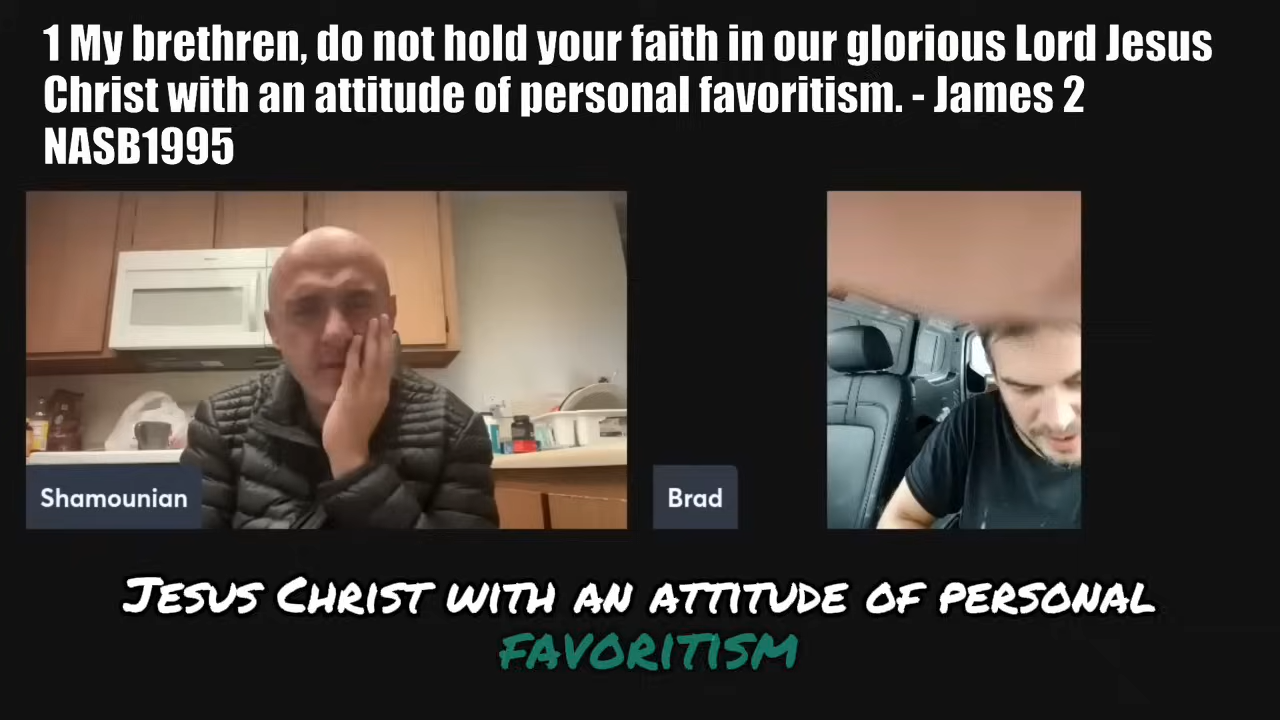 1 My brethren, do not hold your faith in our glorious Lord Jesus
Christ with an attitude of personal favoritism. - James 2
NASB1995
Shamounian
Brad
Jesus Christ with an attitude of personal
favoritism